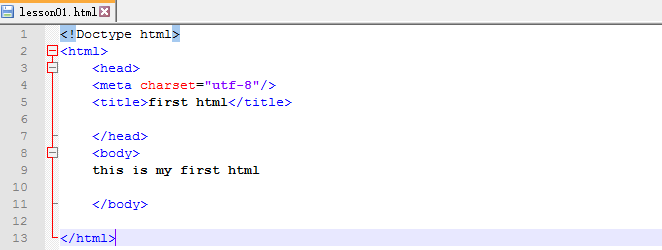 lesson01.html
1 <!Doctype html>
2 <html>
3 <head>
4 <meta charset="utf-8"/>
5 <title>first html</title>
6
7 </head>
8 <body>
9 this is my first html
10
11 </body>
12
13 </html>